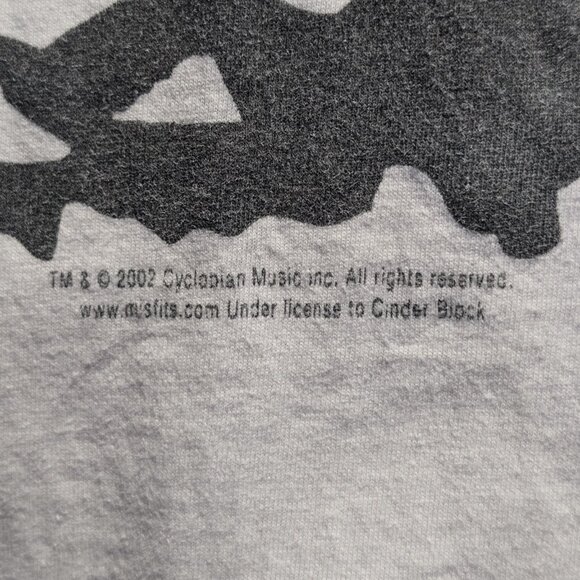 TM & © 2002 Cyclopian Music Inc. All rights reserved.
www.misfits.com Under license to Cinder Block